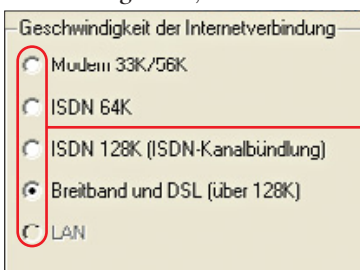 Geschwindigkeit der Internetverbindung
Modem 33K/56K
ISDN 64K
ISDN 128K (ISDN-Kanalbündlung)
Breitband und DSL (über 128K)
LAN